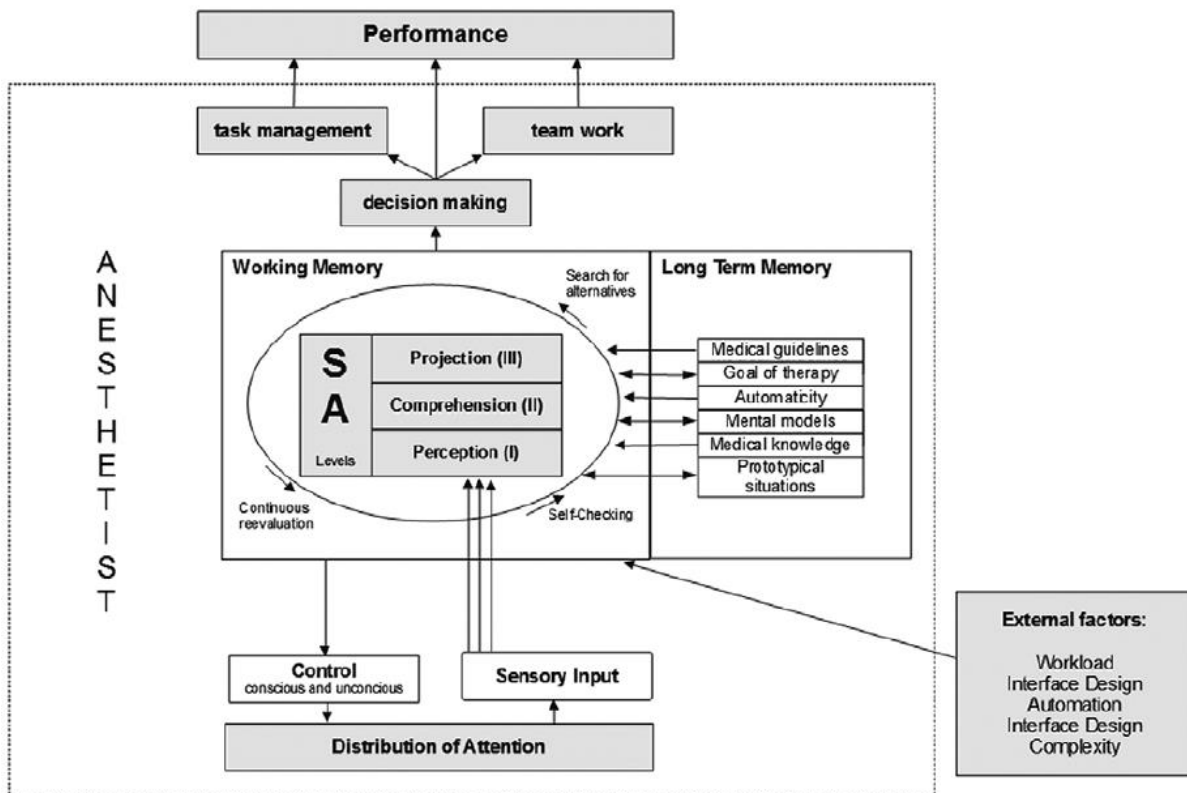 Performance
task management
team work
decision making
ANESTHETIST
Working Memory
Long Term Memory
Search for
alternatives
S
A
Levels
Projection (III)
Comprehension (II)
Perception (I)
Continuous
reevaluation
Self-Checking
Medical guidelines
Goal of therapy
Automaticity
Mental models
Medical knowledge
Prototypical
situations
Control
conscious and unconcious
Sensory Input
Distribution of Attention
External factors:
Workload
Interface Design
Automation
Interface Design
Complexity